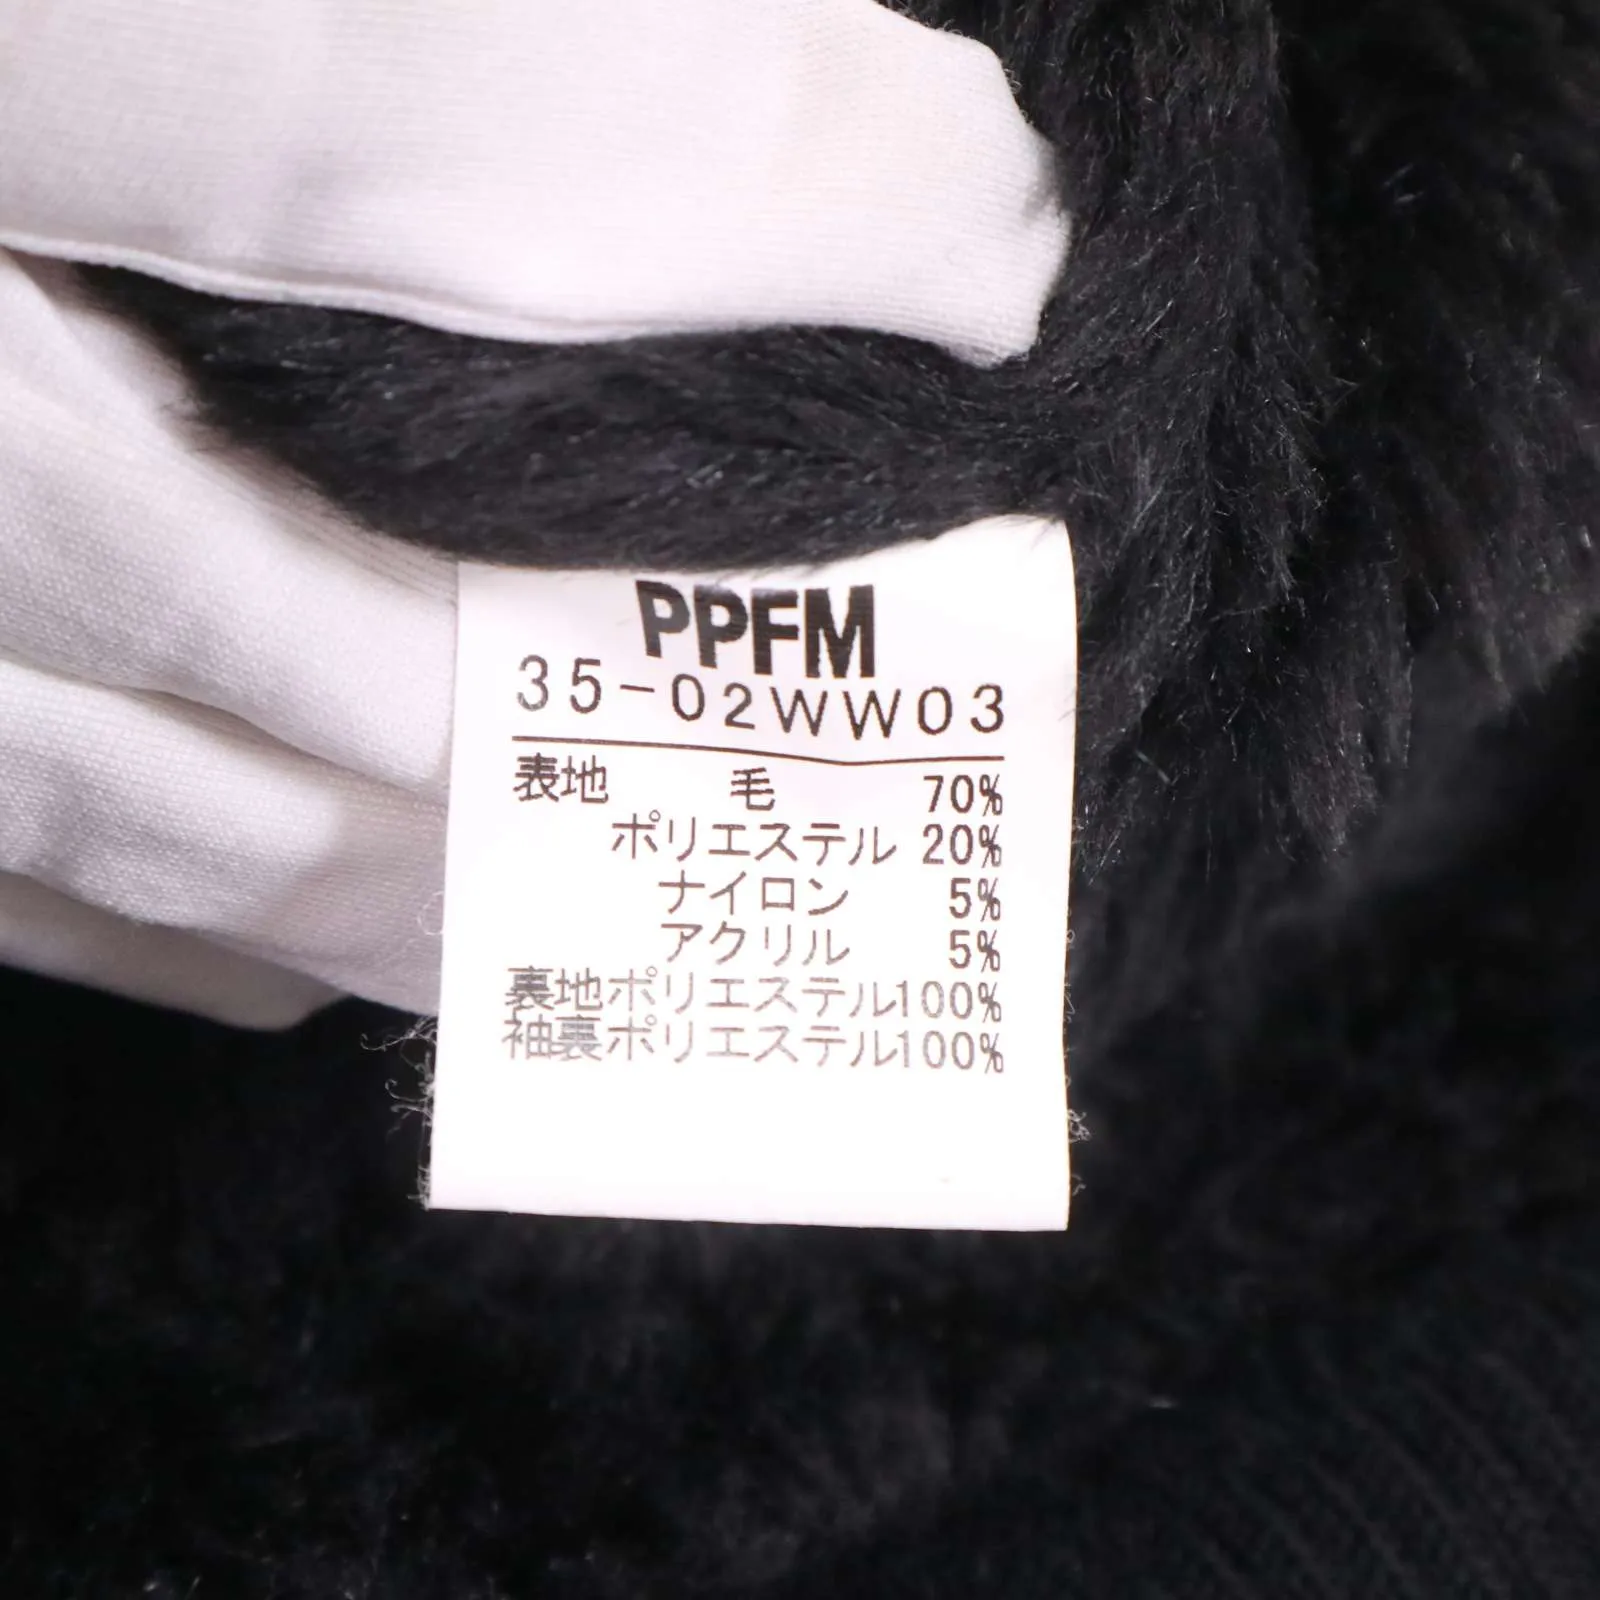 PPFM
35-02WW03
表地 毛 70%
ポリエステル 20%
ナイロン 5%
アクリル 5%
裏地ポリエステル100%
袖裏ポリエステル100%